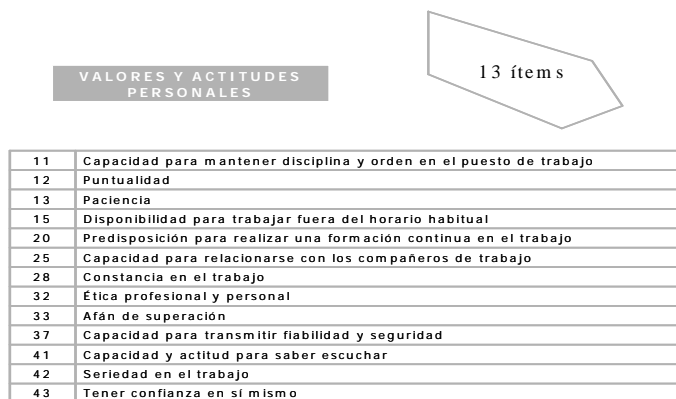 VALORES Y ACTITUDES
PERSONALES
13 ítems
11 Capacidad para mantener disciplina y orden en el puesto de trabajo
12 Puntualidad
13 Paciencia
15 Disponibilidad para trabajar fuera del horario habitual
20 Predisposición para realizar una formación continua en el trabajo
25 Capacidad para relacionarse con los compañeros de trabajo
28 Constancia en el trabajo
32 Ética profesional y personal
33 Afán de superación
37 Capacidad para transmitir fiabilidad y seguridad
41 Capacidad y actitud para saber escuchar
42 Seriedad en el trabajo
43 Tener confianza en sí mismo